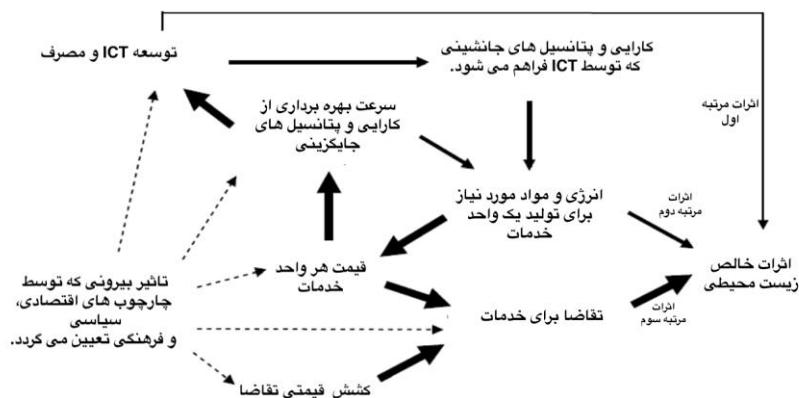 توسعه ICT و مصرف
کارایی و پتانسیل های جانشینی
که توسط ICT فراهم می شود.
سرعت بهره برداری از
کارایی و پتانسیل های
جایگزینی
اثرات مرتبه
اول
انرژی و مواد مورد نیاز
برای تولید یک واحد
خدمات
اثرات
مرتبه دوم
اثرات خالص
زیست محیطی
تاثیر بیرونی که توسط
چارچوب های اقتصادی،
سیاسی
و فرهنگی تعیین می گردد.
قیمت هر واحد
خدمات
تقاضا برای خدمات
اثرات
مرتبه سوم
کشش قیمتی تقاضا